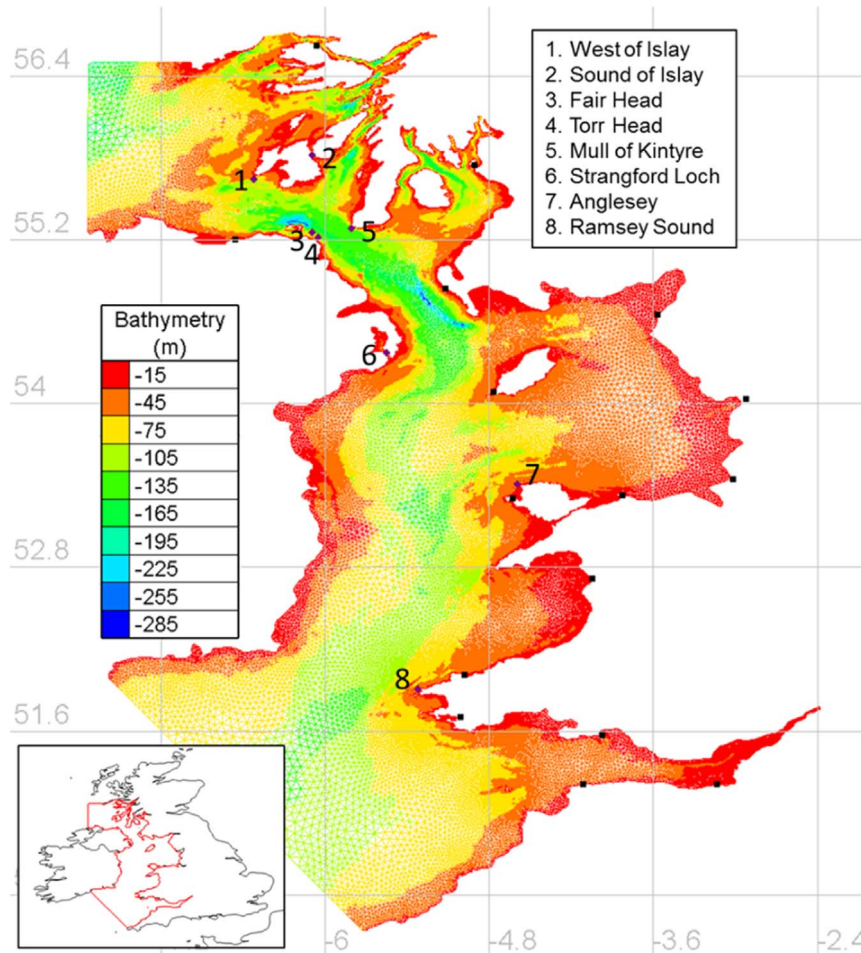 56.4
1. West of Islay
2. Sound of Islay
3. Fair Head
4. Torr Head
5. Mull of Kintyre
6. Strangford Loch
7. Anglesey
8. Ramsey Sound
2
1
55.2
3
5
4
Bathymetry
(m)
-15
-45
-75
-105
-135
-165
-195
-225
-255
-285
6
54
7
52.8
8
51.6
-6
-4.8
-3.6
-2.4